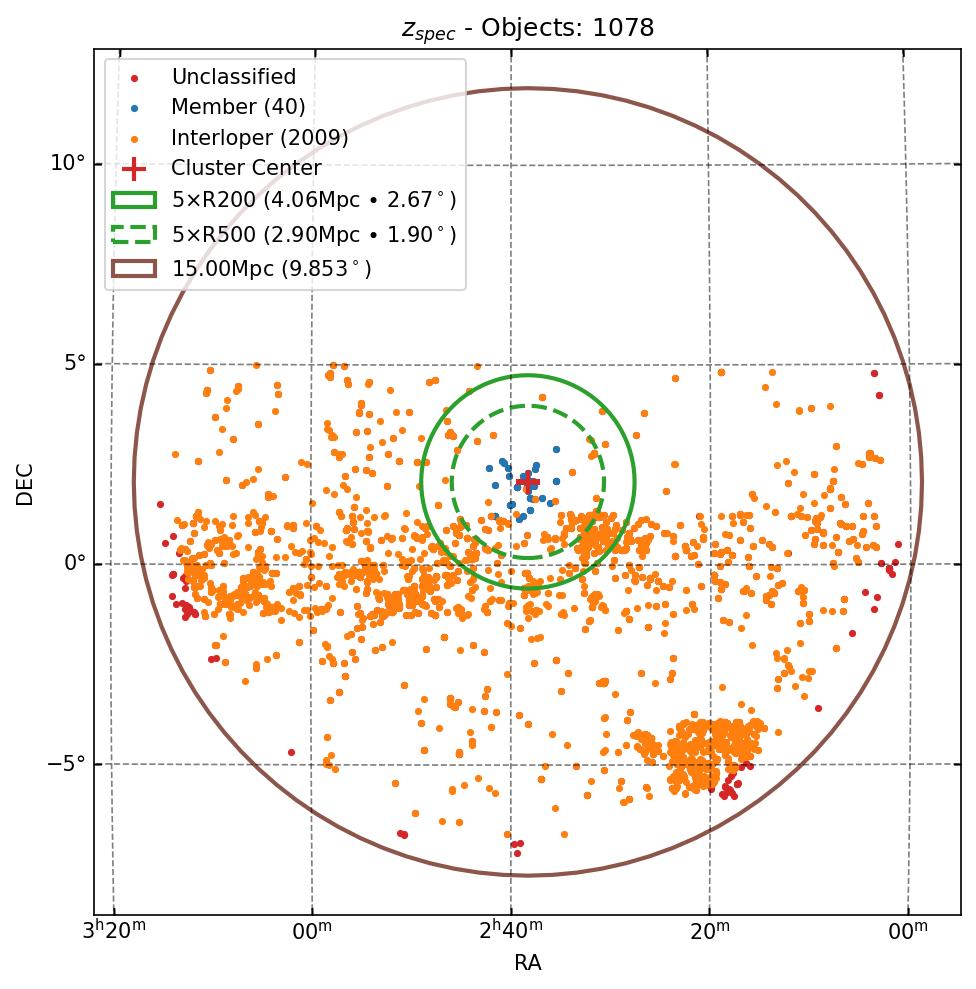 z_spec - Objects: 1078
Unclassified
Member (40)
Interloper (2009)
Cluster Center
5×R200 (4.06Mpc • 2.67°)
5×R500 (2.90Mpc • 1.90°)
15.00Mpc (9.853°)
10°
5°
0°
−5°
DEC
3h20m 00m 2h40m 20m 00m
RA